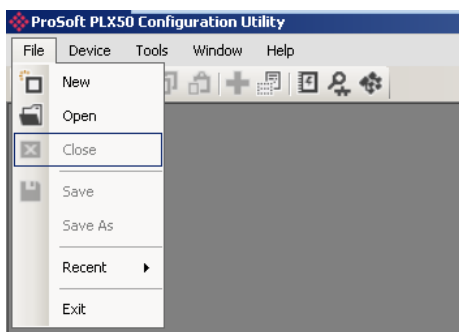 ProSoft PLX50 Configuration Utility
File Device Tools Window Help
New
Open
Close
Save
Save As
Recent
Exit